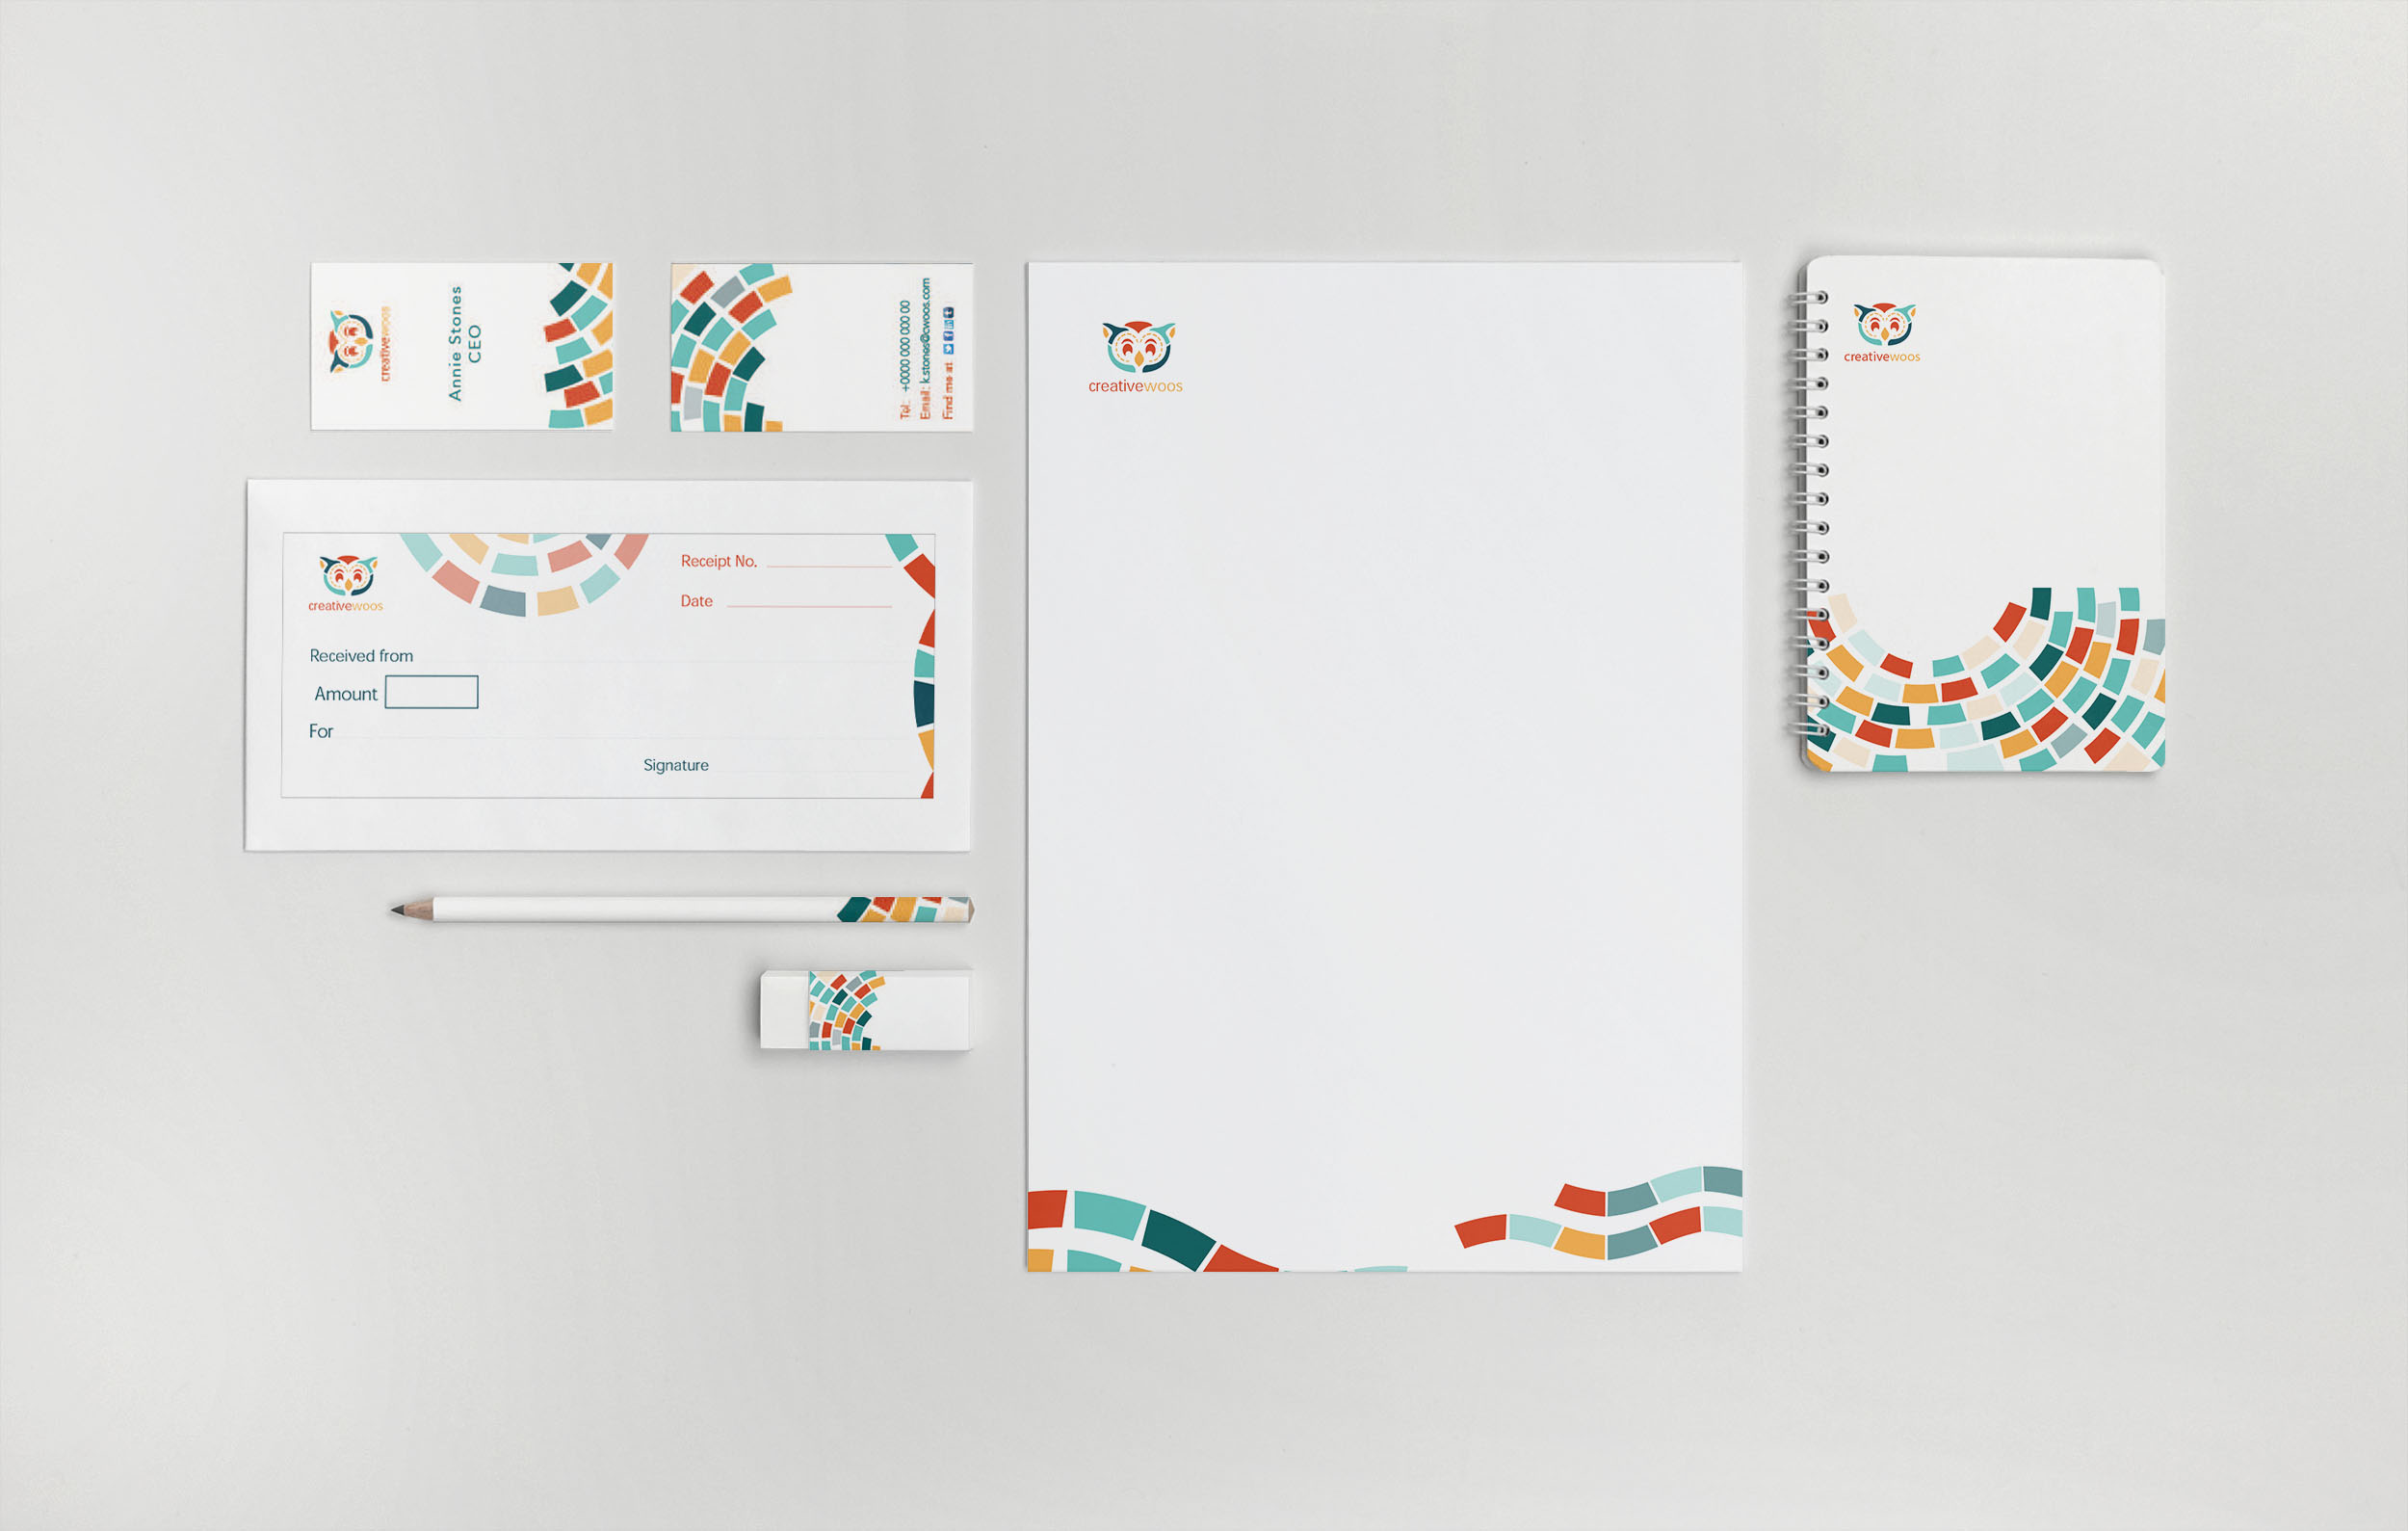 creativewoos
Annie Stones
CEO
Tel.: +0000 000 000 00
Email: k.stones@cwoos.com
Find me at
creativewoos
Receipt No.
Date
Received from
Amount
For
Signature
creativewoos
creativewoos